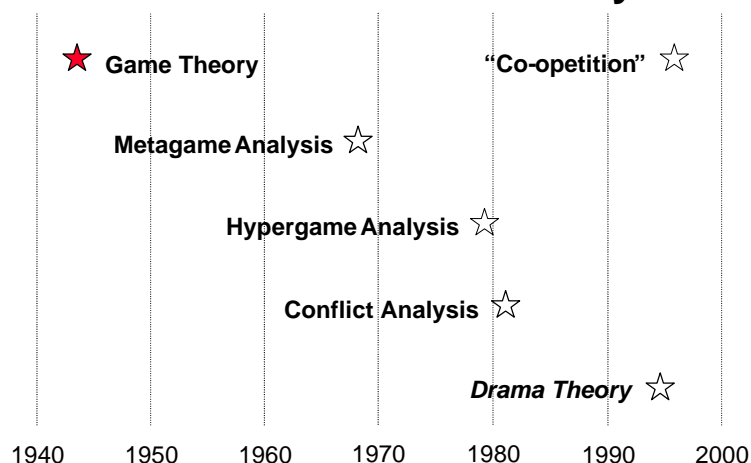 Game Theory
“Co-opetition”
Metagame Analysis
Hypergame Analysis
Conflict Analysis
Drama Theory
1940 1950 1960 1970 1980 1990 2000